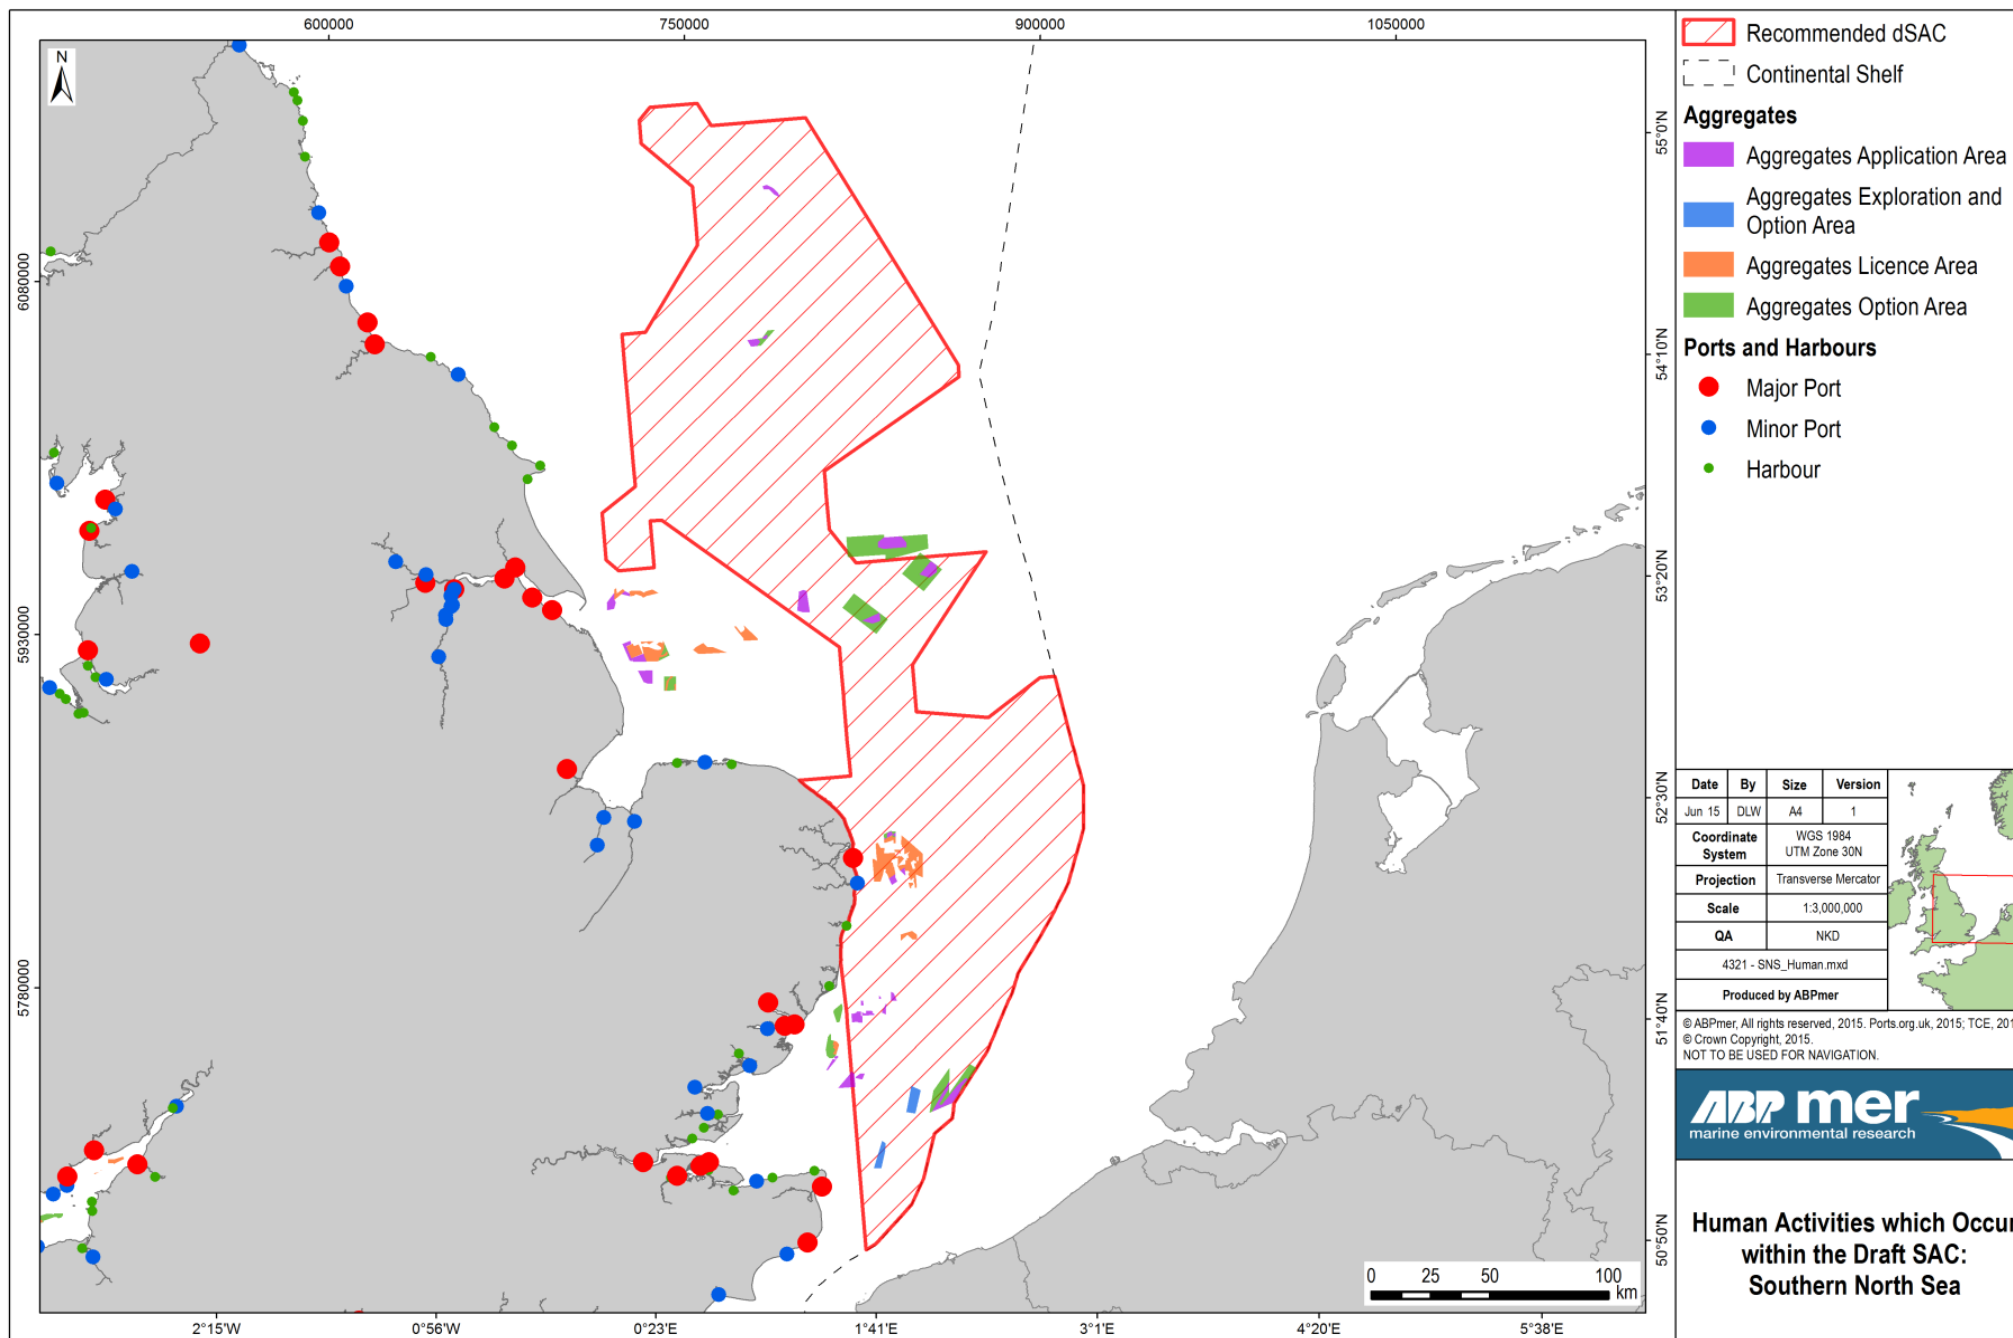 600000 750000 900000 1050000
N
6080000
5930000
5780000
55°0'N
54°10'N
53°20'N
52°30'N
51°40'N
50°50'N
2°15'W 0°56'W 0°23'E 1°41'E 3°1'E 4°20'E 5°38'E
0 25 50 100
km
Recommended dSAC
Continental Shelf
Aggregates
Aggregates Application Area
Aggregates Exploration and
Option Area
Aggregates Licence Area
Aggregates Option Area
Ports and Harbours
Major Port
Minor Port
Harbour
Date By Size Version
Jun 15 DLW A4 1
Coordinate System WGS 1984
UTM Zone 30N
Projection Transverse Mercator
Scale 1:3,000,000
QA NKD
4321 - SNS_Human.mxd
Produced by ABPmer
© ABPmer, All rights reserved, 2015. Ports.org.uk, 2015; TCE, 201
© Crown Copyright, 2015.
NOT TO BE USED FOR NAVIGATION.
ABP mer
marine environmental research
Human Activities which Occur
within the Draft SAC:
Southern North Sea